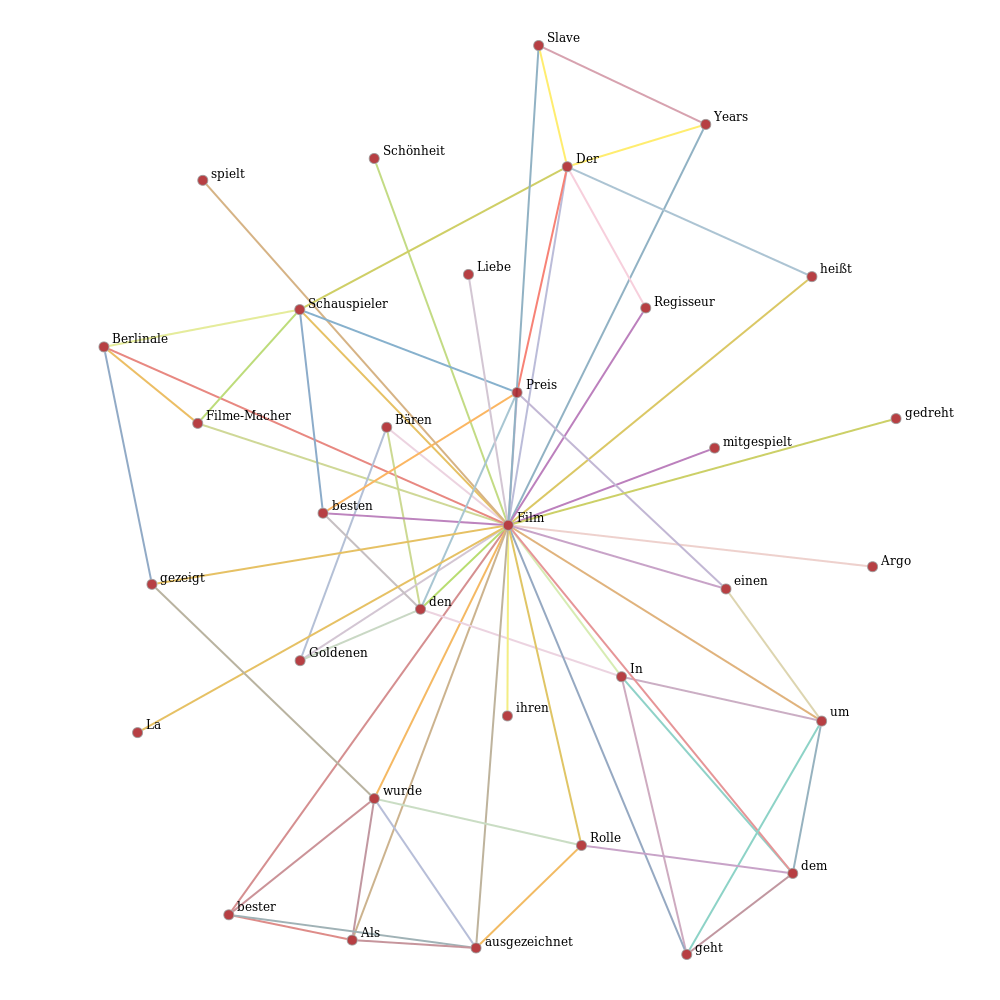 Slave
Years
Schönheit
Der
spielt
Liebe
heißt
Schauspieler
Regisseur
Berlinale
Preis
Filme-Macher
Bären
gedreht
mitgespielt
besten
Film
Argo
gezeigt
einen
den
Goldenen
In
ihren
um
La
wurde
Rolle
dem
bester
Als
ausgezeichnet
geht